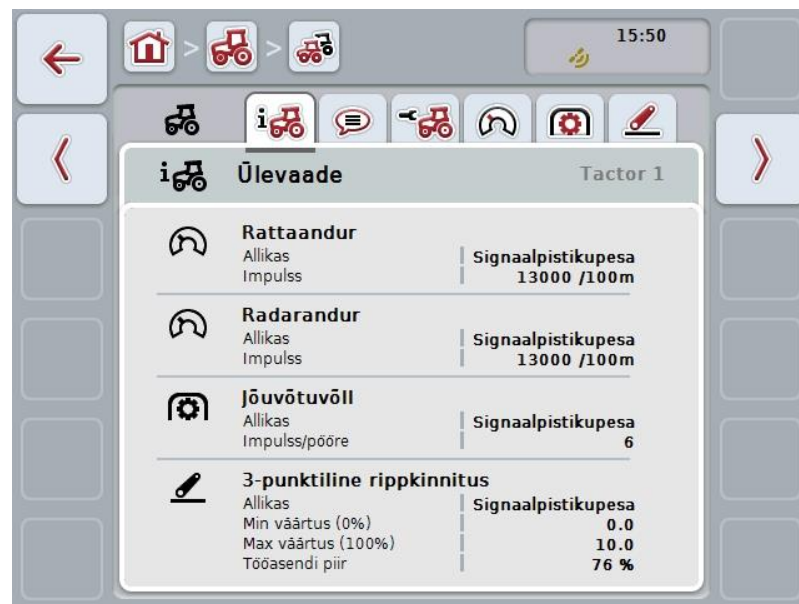 15:50
Ülevaade Tactor 1
Rattaandur
Allikas Signaalpistikupesa
Impulss 13000 /100m
Radarandur
Allikas Signaalpistikupesa
Impulss 13000 /100m
Jõuvõtuvõll
Allikas Signaalpistikupesa
Impulss/pööre 6
3-punktiline rippkinnitus
Allikas Signaalpistikupesa
Min väärtus (0%) 0.0
Max väärtus (100%) 10.0
Tööasendi piir 76 %